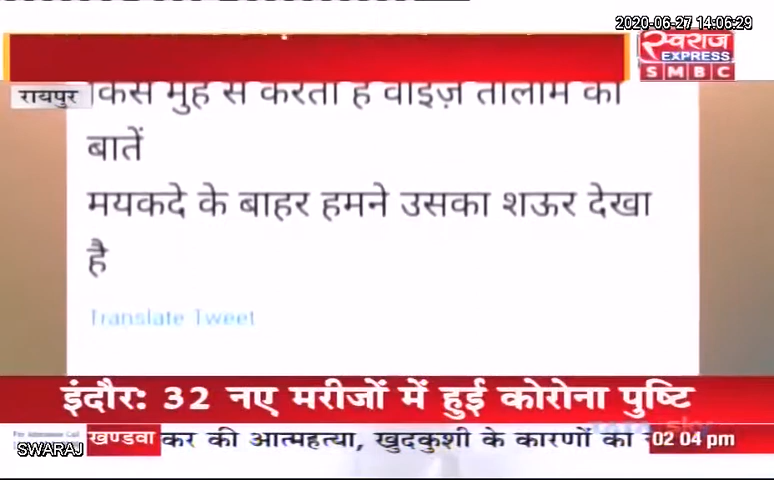 2020-06-27 14:06:29
स्वराज
EXPRESS
SMBC
रायपुर
किस मुंह से करता है वाइज़ तालीम की
बातें
मयकदे के बाहर हमने उसका शऊर देखा
है
Translate Tweet
इंदौर: 32 नए मरीजों में हुई कोरोना पुष्टि
खण्डवा कर की आत्महत्या, खुदकुशी के कारणों का
02 04 pm
SWARAJ